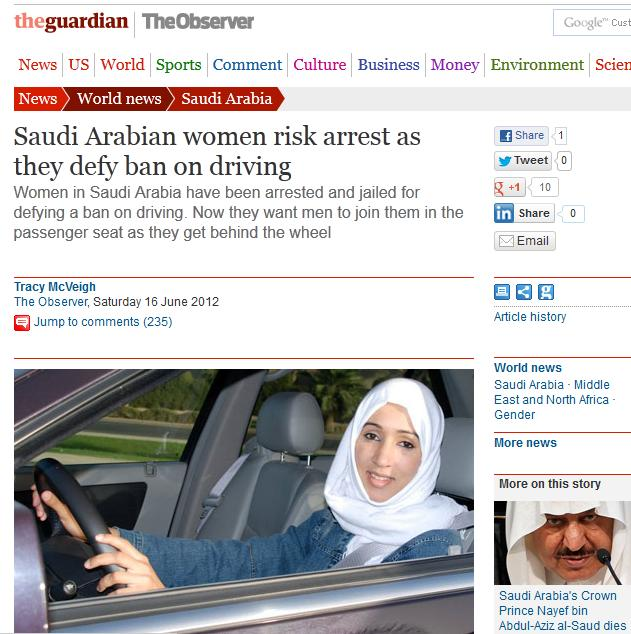 theguardian | TheObserver
Google™ Cust
News | US | World | Sports | Comment | Culture | Business | Money | Environment | Scien
News World news Saudi Arabia
Saudi Arabian women risk arrest as
they defy ban on driving
Women in Saudi Arabia have been arrested and jailed for
defying a ban on driving. Now they want men to join them in the
passenger seat as they get behind the wheel
Share 1
Tweet 0
+1 10
Share 0
Email
Tracy McVeigh
The Observer, Saturday 16 June 2012
Jump to comments (235)
Article history
World news
Saudi Arabia · Middle
East and North Africa ·
Gender
More news
More on this story
Saudi Arabia's Crown
Prince Nayef bin
Abdul-Aziz al-Saud dies